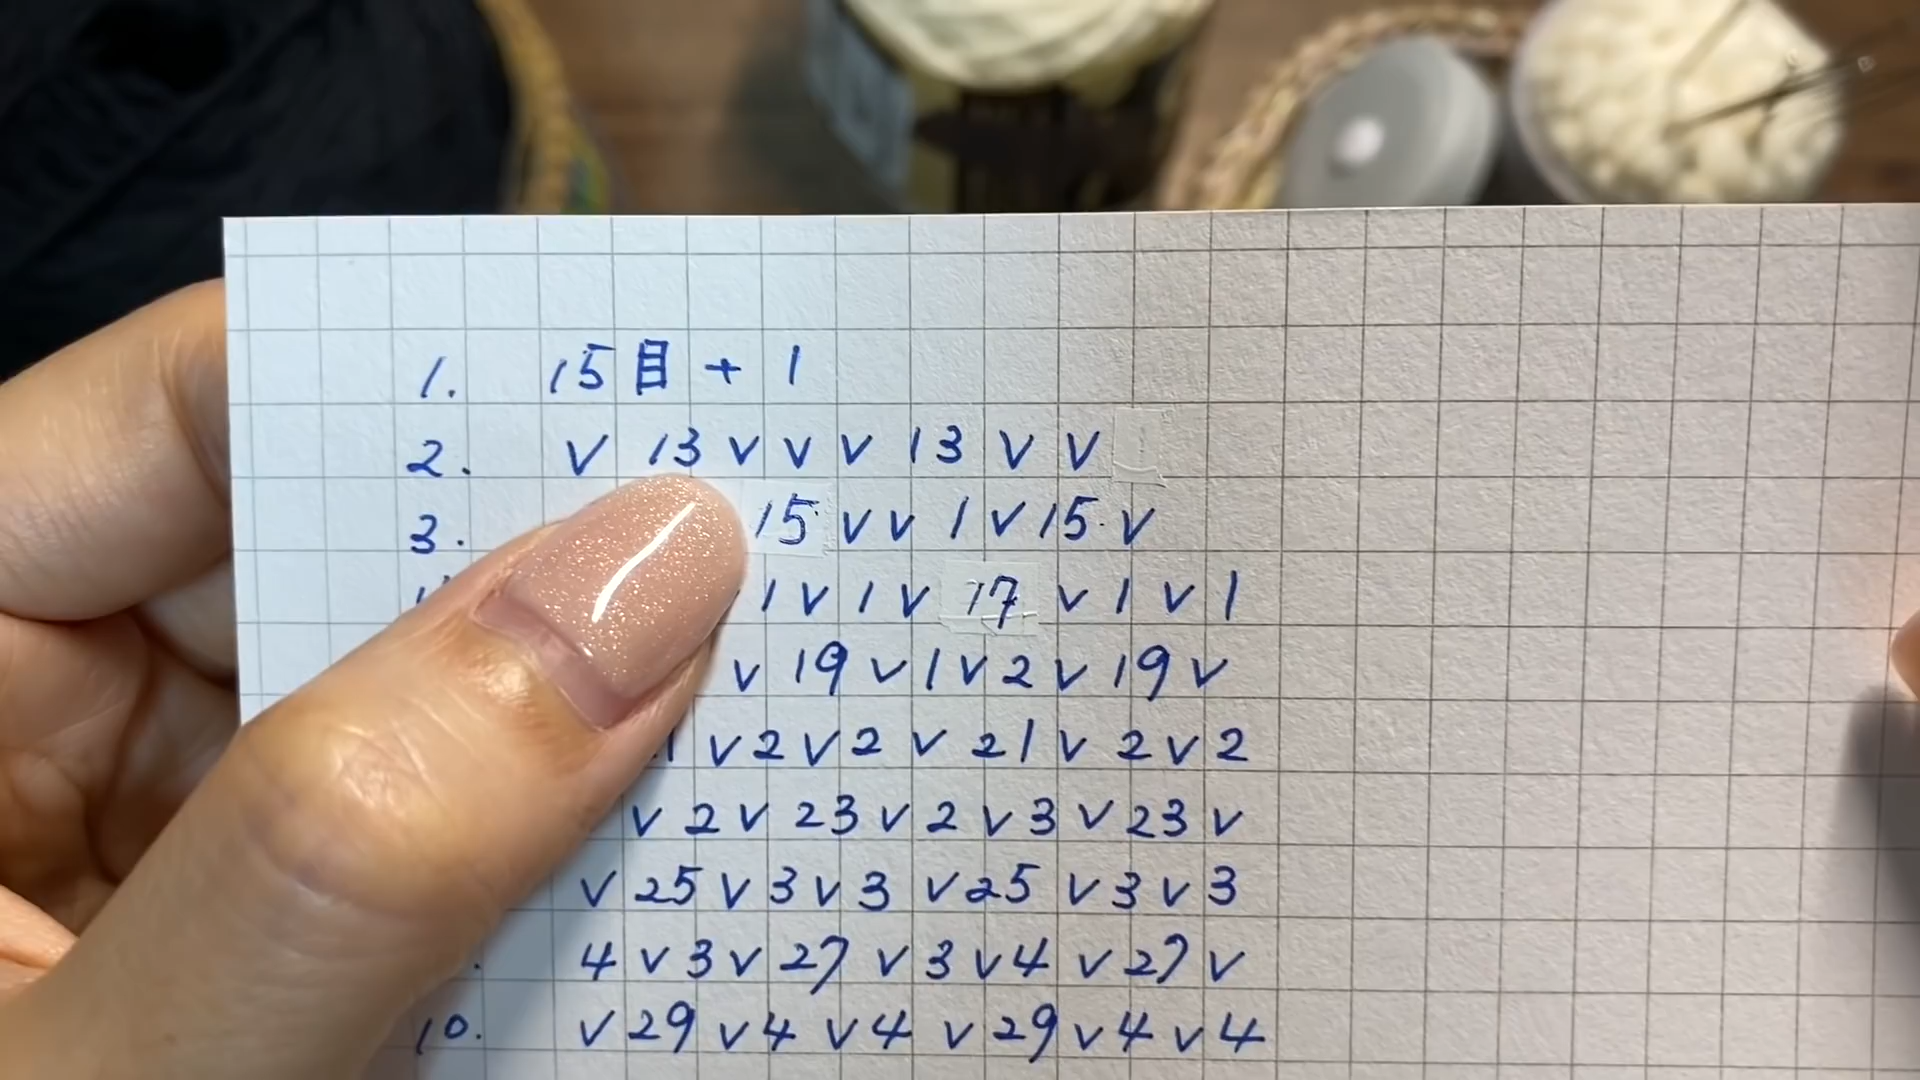 1. 15目 + 1
2. V 13 V V V 13 V V
3. 15 V V 1 V 15 V
1 V 1 V 17 V 1 V 1
V 19 V 1 V 2 V 19 V
V 2 V 2 V 21 V 2 V 2
V 2 V 23 V 2 V 3 V 23 V
V 25 V 3 V 3 V 25 V 3 V 3
4 V 3 V 27 V 3 V 4 V 27 V
10. V 29 V 4 V 4 V 29 V 4 V 4